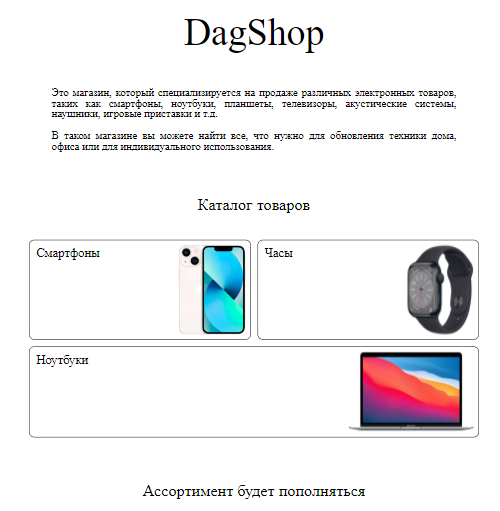 DagShop
Это магазин, который специализируется на продаже различных электронных товаров,
таких как смартфоны, ноутбуки, планшеты, телевизоры, акустические системы,
наушники, игровые приставки и т.д.
В таком магазине вы можете найти все, что нужно для обновления техники дома,
офиса или для индивидуального использования.
Каталог товаров
Смартфоны
Часы
Ноутбуки
Ассортимент будет пополняться